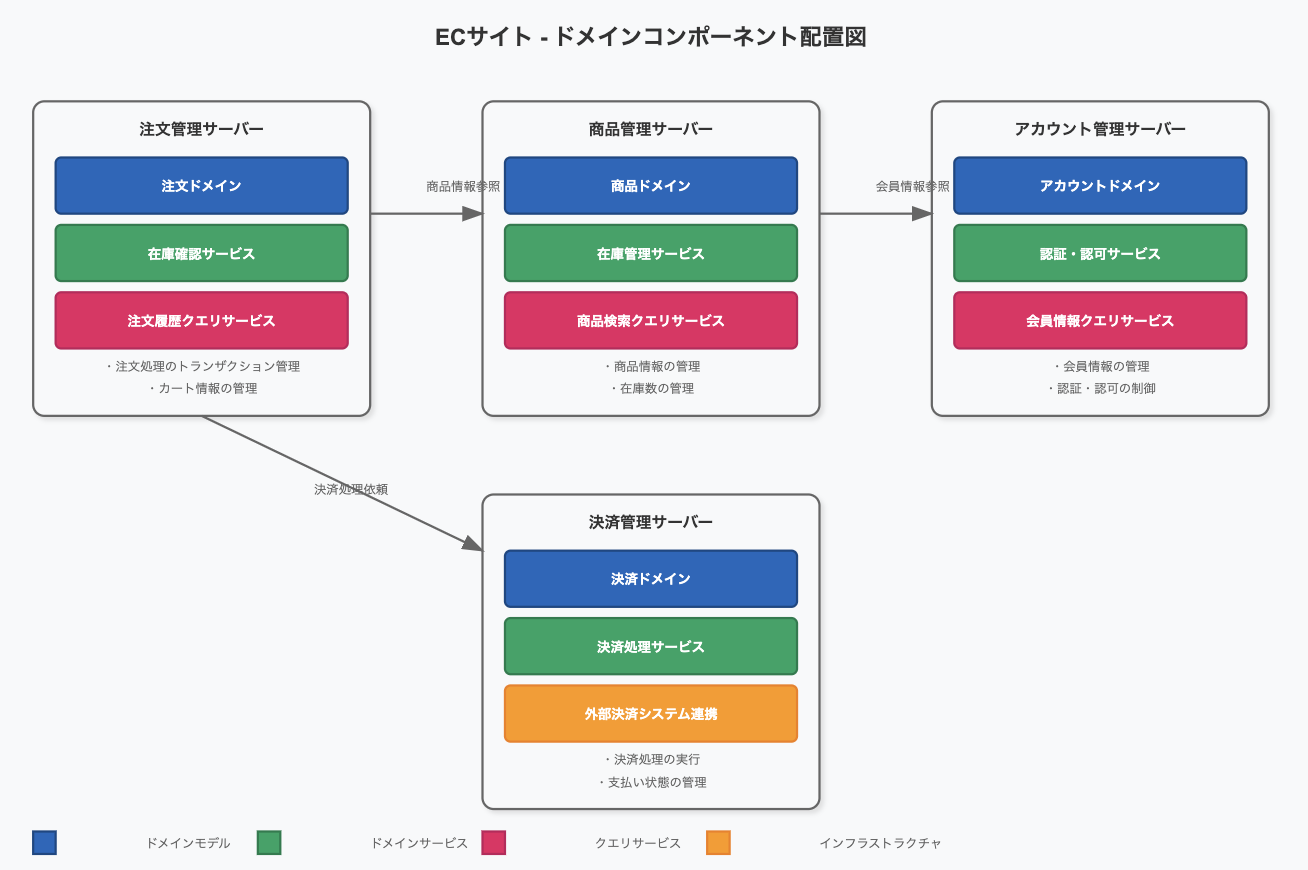 ECサイト - ドメインコンポーネント配置図
注文管理サーバー
注文ドメイン
在庫確認サービス
注文履歴クエリサービス
・注文処理のトランザクション管理
・カート情報の管理
商品情報参照
商品管理サーバー
商品ドメイン
在庫管理サービス
商品検索クエリサービス
・商品情報の管理
・在庫数の管理
会員情報参照
アカウント管理サーバー
アカウントドメイン
認証・認可サービス
会員情報クエリサービス
・会員情報の管理
・認証・認可の制御
決済処理依頼
決済管理サーバー
決済ドメイン
決済処理サービス
外部決済システム連携
・決済処理の実行
・支払い状態の管理
ドメインモデル
ドメインサービス
クエリサービス
インフラストラクチャ